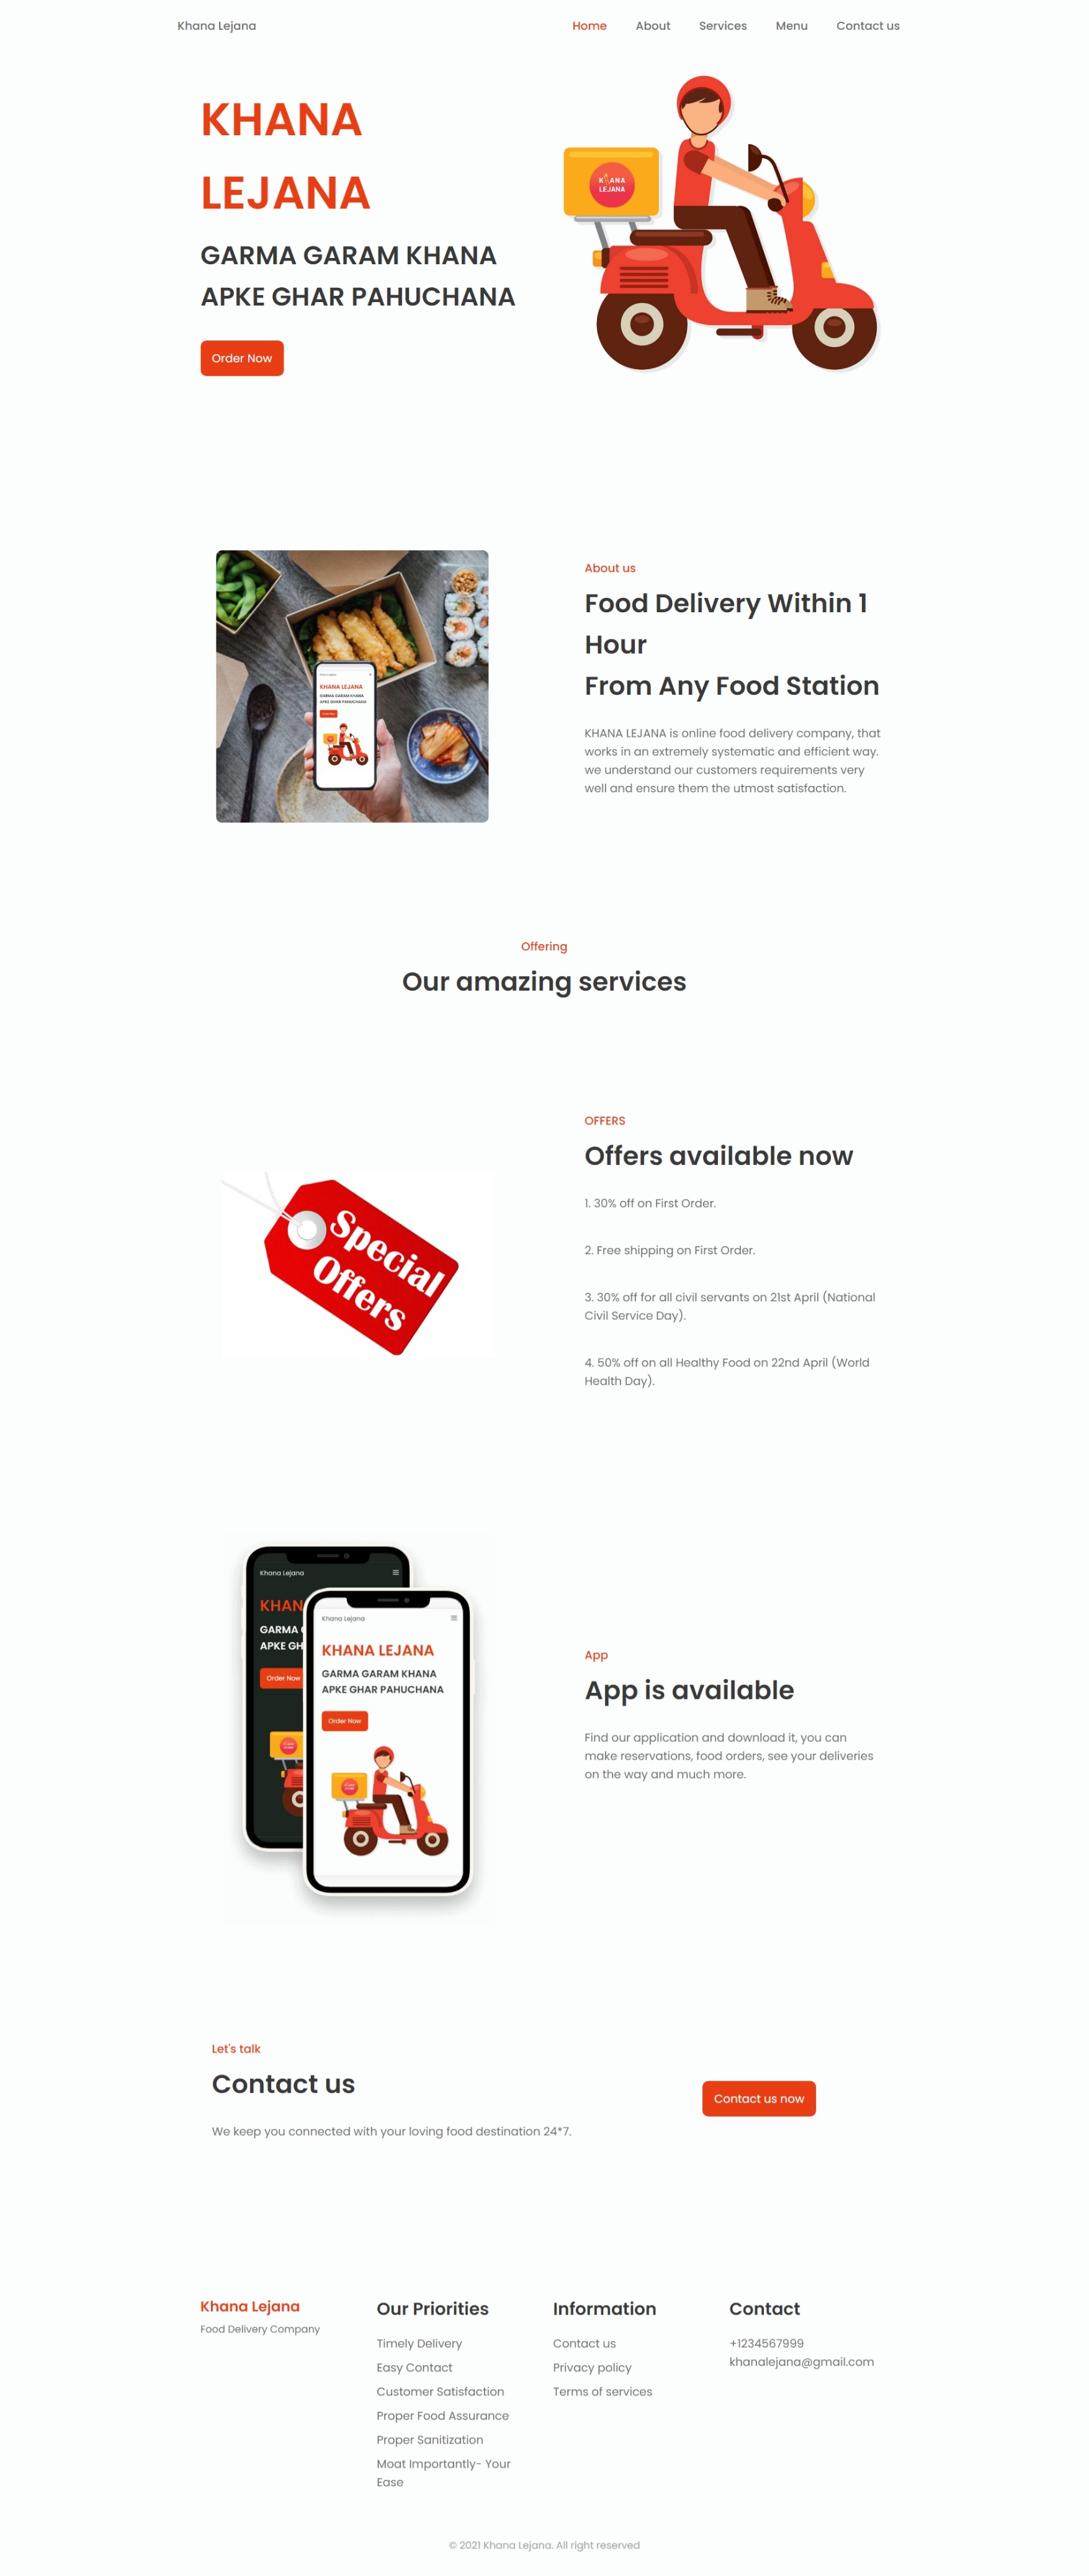 Khana Lejana
Home About Services Menu Contact us
KHANA
LEJANA
GARMA GARAM KHANA
APKE GHAR PAHUCHANA
Order Now
KHANA
LEJANA
About us
Food Delivery Within 1
Hour
From Any Food Station
KHANA LEJANA is online food delivery company, that
works in an extremely systematic and efficient way.
we understand our customers requirements very
well and ensure them the utmost satisfaction.
KHANA LEJANA
GARMA GARAM KHANA
APKE GHAR PAHUCHANA
Offering
Our amazing services
Special
Offers
OFFERS
Offers available now
1. 30% off on First Order.
2. Free shipping on First Order.
3. 30% off for all civil servants on 21st April (National
Civil Service Day).
4. 50% off on all Healthy Food on 22nd April (World
Health Day).
Khana Lejana
KHAN
GARMA
APKE GH
Order Now
Khana Lejana
KHANA LEJANA
GARMA GARAM KHANA
APKE GHAR PAHUCHANA
Order Now
App
App is available
Find our application and download it, you can
make reservations, food orders, see your deliveries
on the way and much more.
Let's talk
Contact us
We keep you connected with your loving food destination 24*7.
Contact us now
Khana Lejana
Food Delivery Company
Our Priorities
Timely Delivery
Easy Contact
Customer Satisfaction
Proper Food Assurance
Proper Sanitization
Moat Importantly- Your
Ease
Information
Contact us
Privacy policy
Terms of services
Contact
+1234567999
khanalejana@gmail.com
© 2021 Khana Lejana. All right reserved